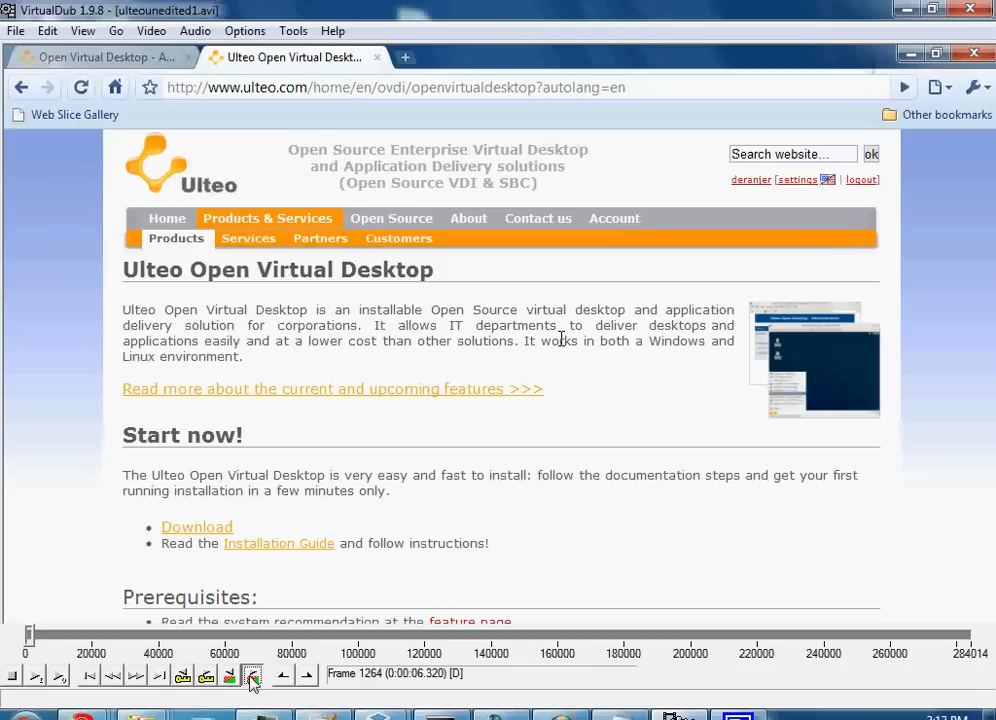 VirtualDub 1.9.8 - [ulteounedited1.avi]
File Edit View Go Video Audio Options Tools Help
Open Virtual Desktop - A... Ulteo Open Virtual Deskt...
http://www.ulteo.com/home/en/ovdi/openvirtualdesktop?autolang=en
Web Slice Gallery Other bookmarks
Ulteo
Open Source Enterprise Virtual Desktop
and Application Delivery solutions
(Open Source VDI & SBC)
Search website... ok
deranjer [settings ] [logout]
Home Products & Services Open Source About Contact us Account
Products Services Partners Customers
Ulteo Open Virtual Desktop
Ulteo Open Virtual Desktop is an installable Open Source virtual desktop and application
delivery solution for corporations. It allows IT departments to deliver desktops and
applications easily and at a lower cost than other solutions. It works in both a Windows and
Linux environment.
Read more about the current and upcoming features >>>
Start now!
The Ulteo Open Virtual Desktop is very easy and fast to install: follow the documentation steps and get your first
running installation in a few minutes only.
• Download
• Read the Installation Guide and follow instructions!
Prerequisites:
• Read the system recommendation at the feature page
0 20000 40000 60000 80000 100000 120000 140000 160000 180000 200000 220000 240000 260000 284014
Frame 1264 (0:00:06.320) [D]